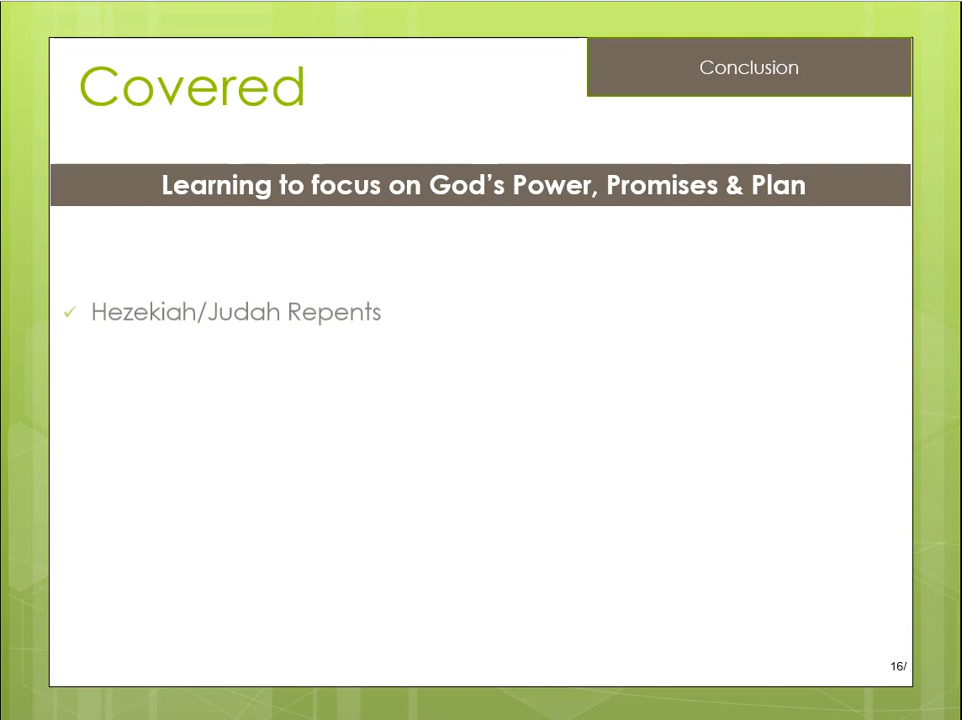 Conclusion
Covered
Learning to focus on God’s Power, Promises & Plan
✓ Hezekiah/Judah Repents
16/